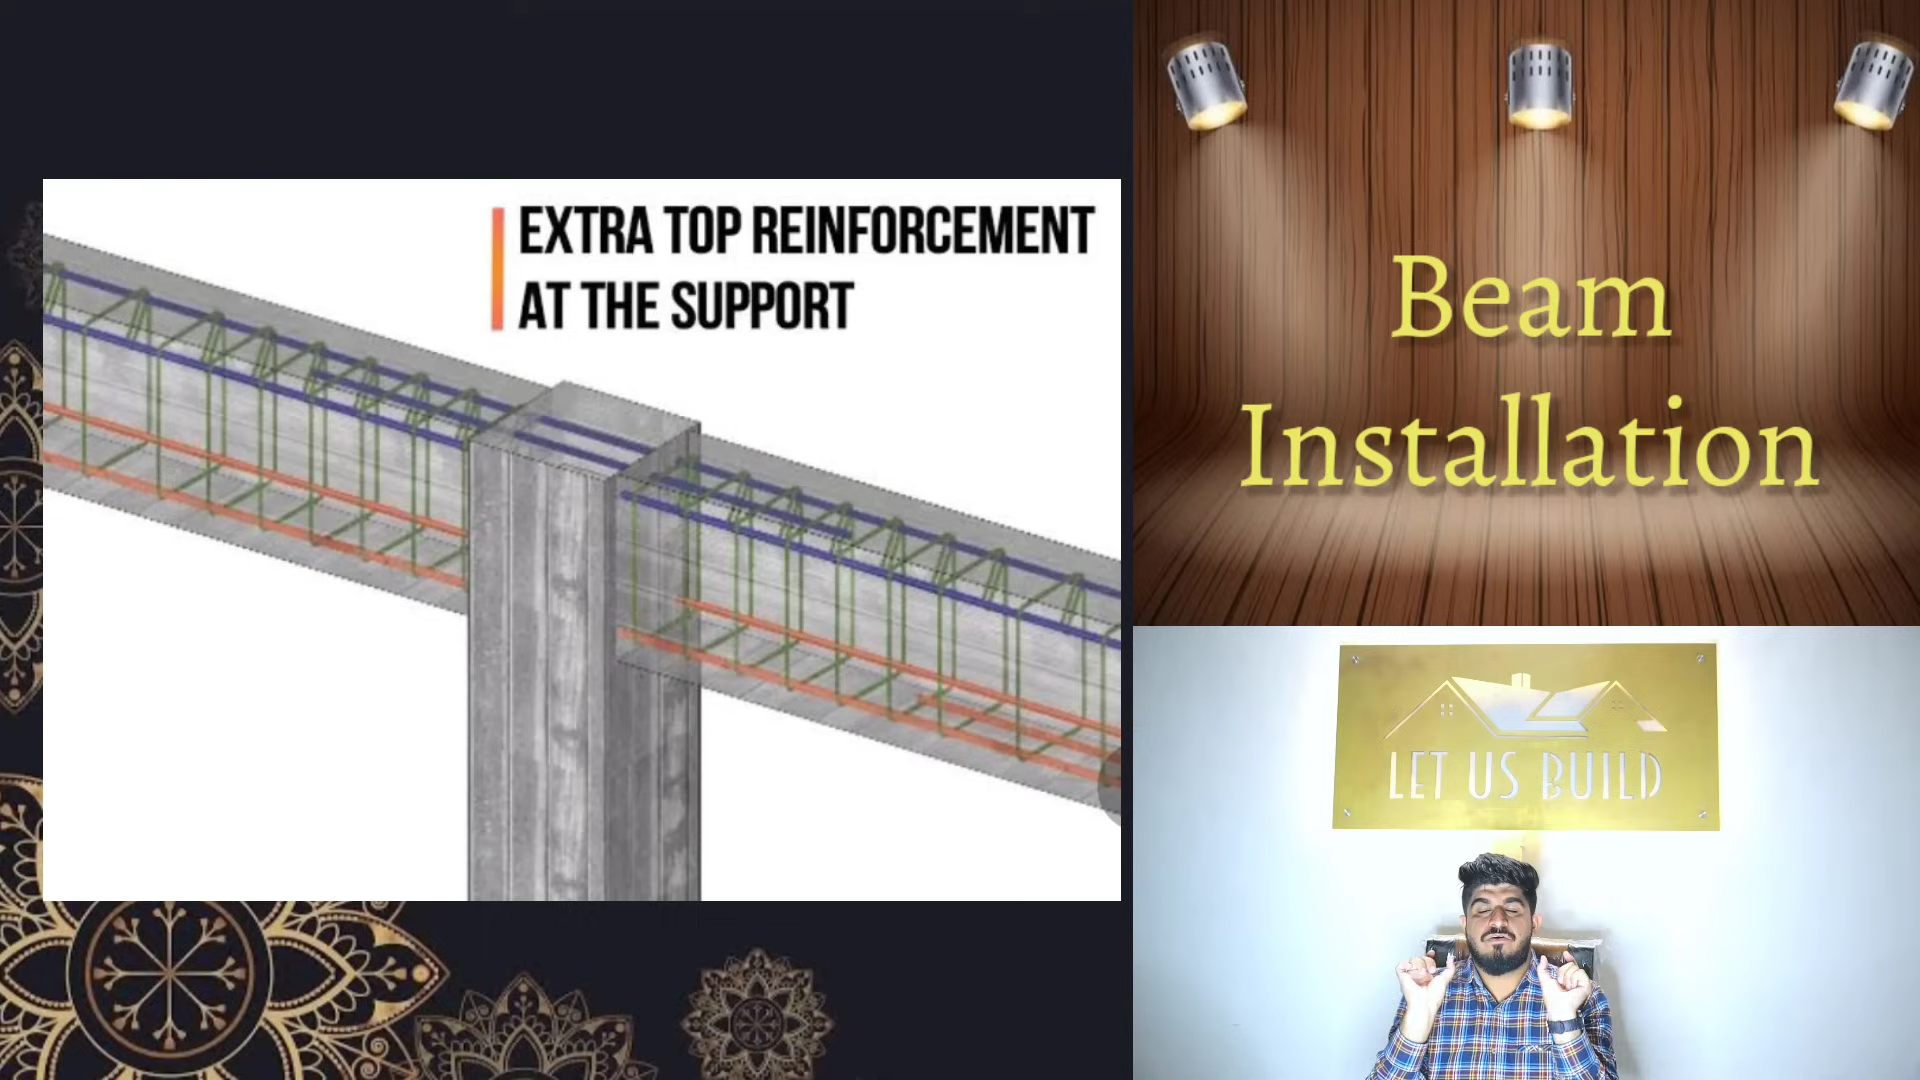 EXTRA TOP REINFORCEMENT
AT THE SUPPORT
Beam
Installation
LET US BUILD